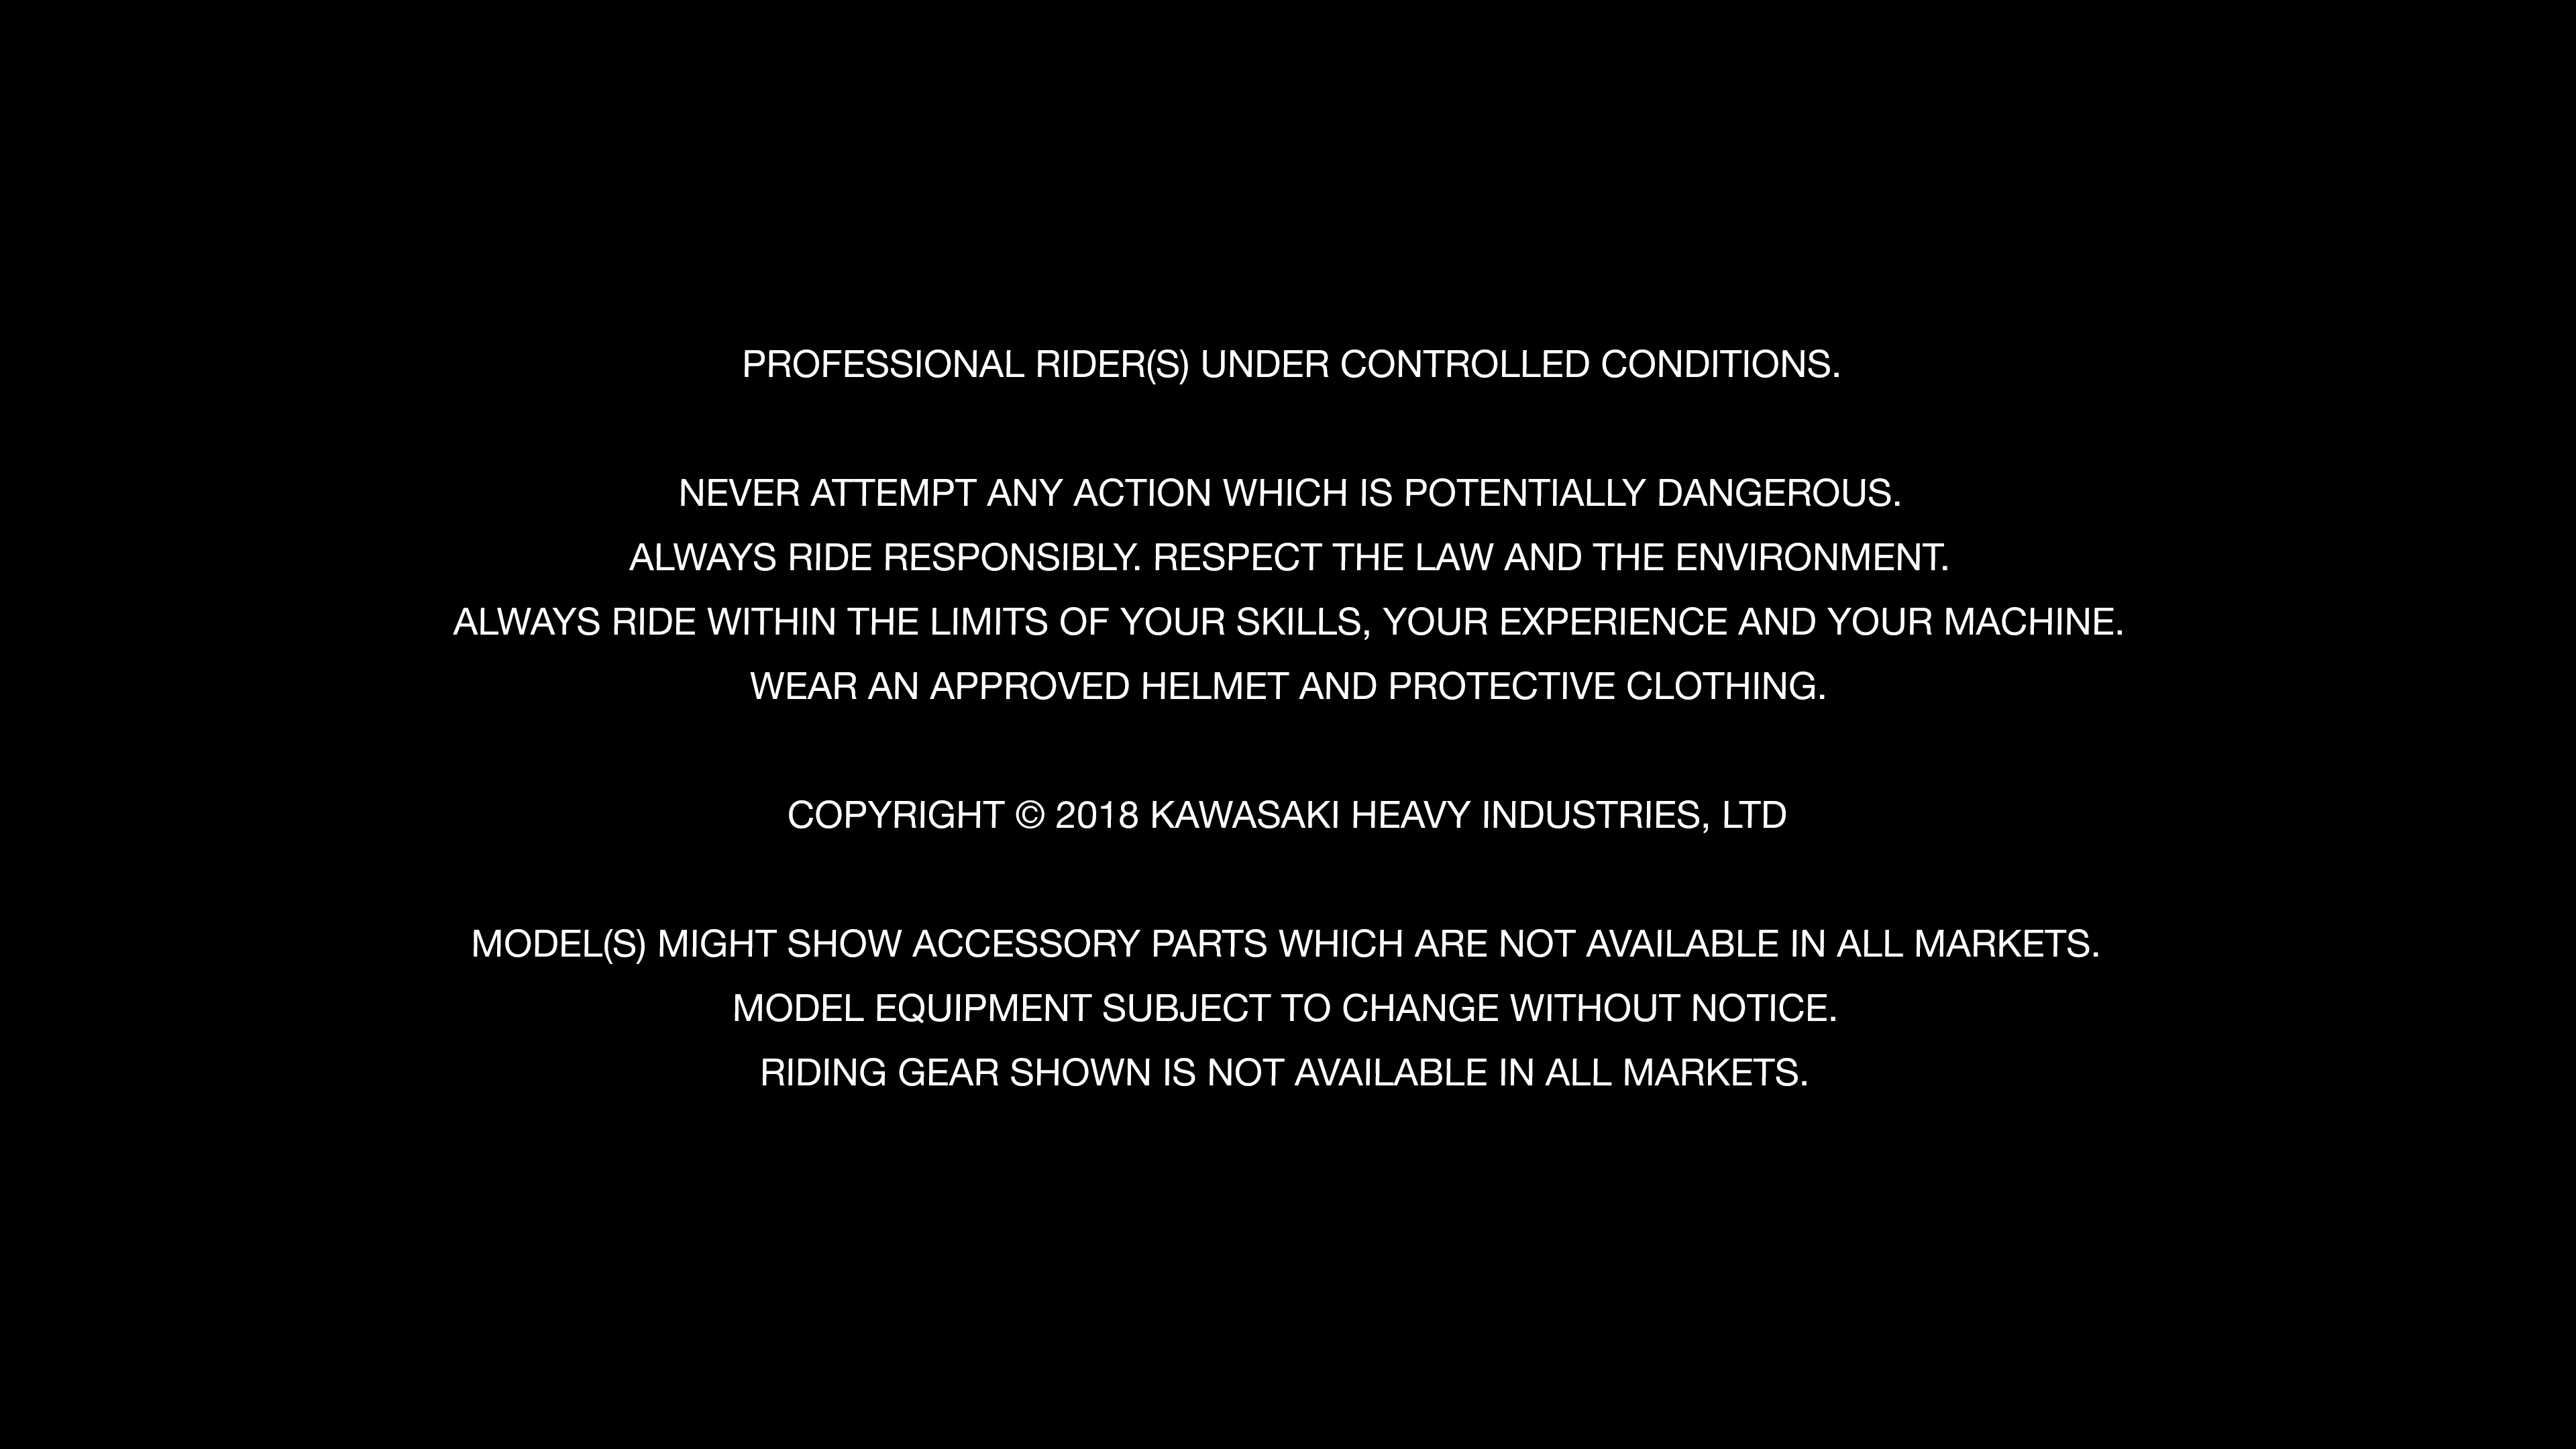 PROFESSIONAL RIDER(S) UNDER CONTROLLED CONDITIONS.
NEVER ATTEMPT ANY ACTION WHICH IS POTENTIALLY DANGEROUS.
ALWAYS RIDE RESPONSIBLY. RESPECT THE LAW AND THE ENVIRONMENT.
ALWAYS RIDE WITHIN THE LIMITS OF YOUR SKILLS, YOUR EXPERIENCE AND YOUR MACHINE.
WEAR AN APPROVED HELMET AND PROTECTIVE CLOTHING.
COPYRIGHT © 2018 KAWASAKI HEAVY INDUSTRIES, LTD
MODEL(S) MIGHT SHOW ACCESSORY PARTS WHICH ARE NOT AVAILABLE IN ALL MARKETS.
MODEL EQUIPMENT SUBJECT TO CHANGE WITHOUT NOTICE.
RIDING GEAR SHOWN IS NOT AVAILABLE IN ALL MARKETS.